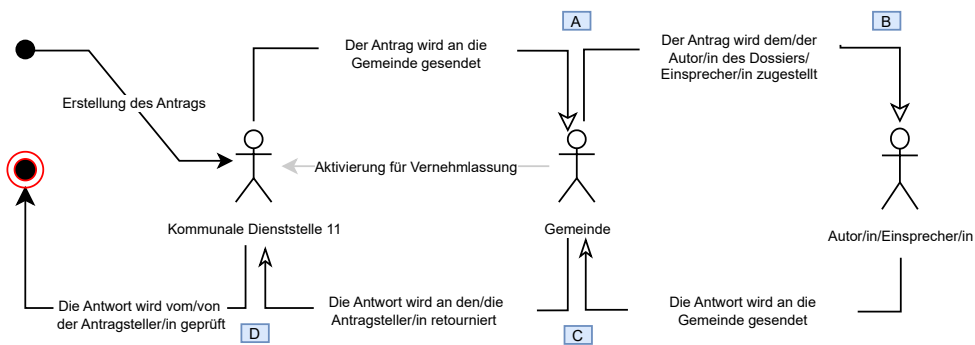 A
B
Der Antrag wird an die
Gemeinde gesendet
Der Antrag wird dem/der
Autor/in des Dossiers/
Einsprecher/in zugestellt
Erstellung des Antrags
Aktivierung für Vernehmlassung
Kommunale Dienststelle 11
Gemeinde
Autor/in/Einsprecher/in
Die Antwort wird vom/von
der Antragsteller/in geprüft
Die Antwort wird an den/die
Antragsteller/in retourniert
Die Antwort wird an die
Gemeinde gesendet
D
C